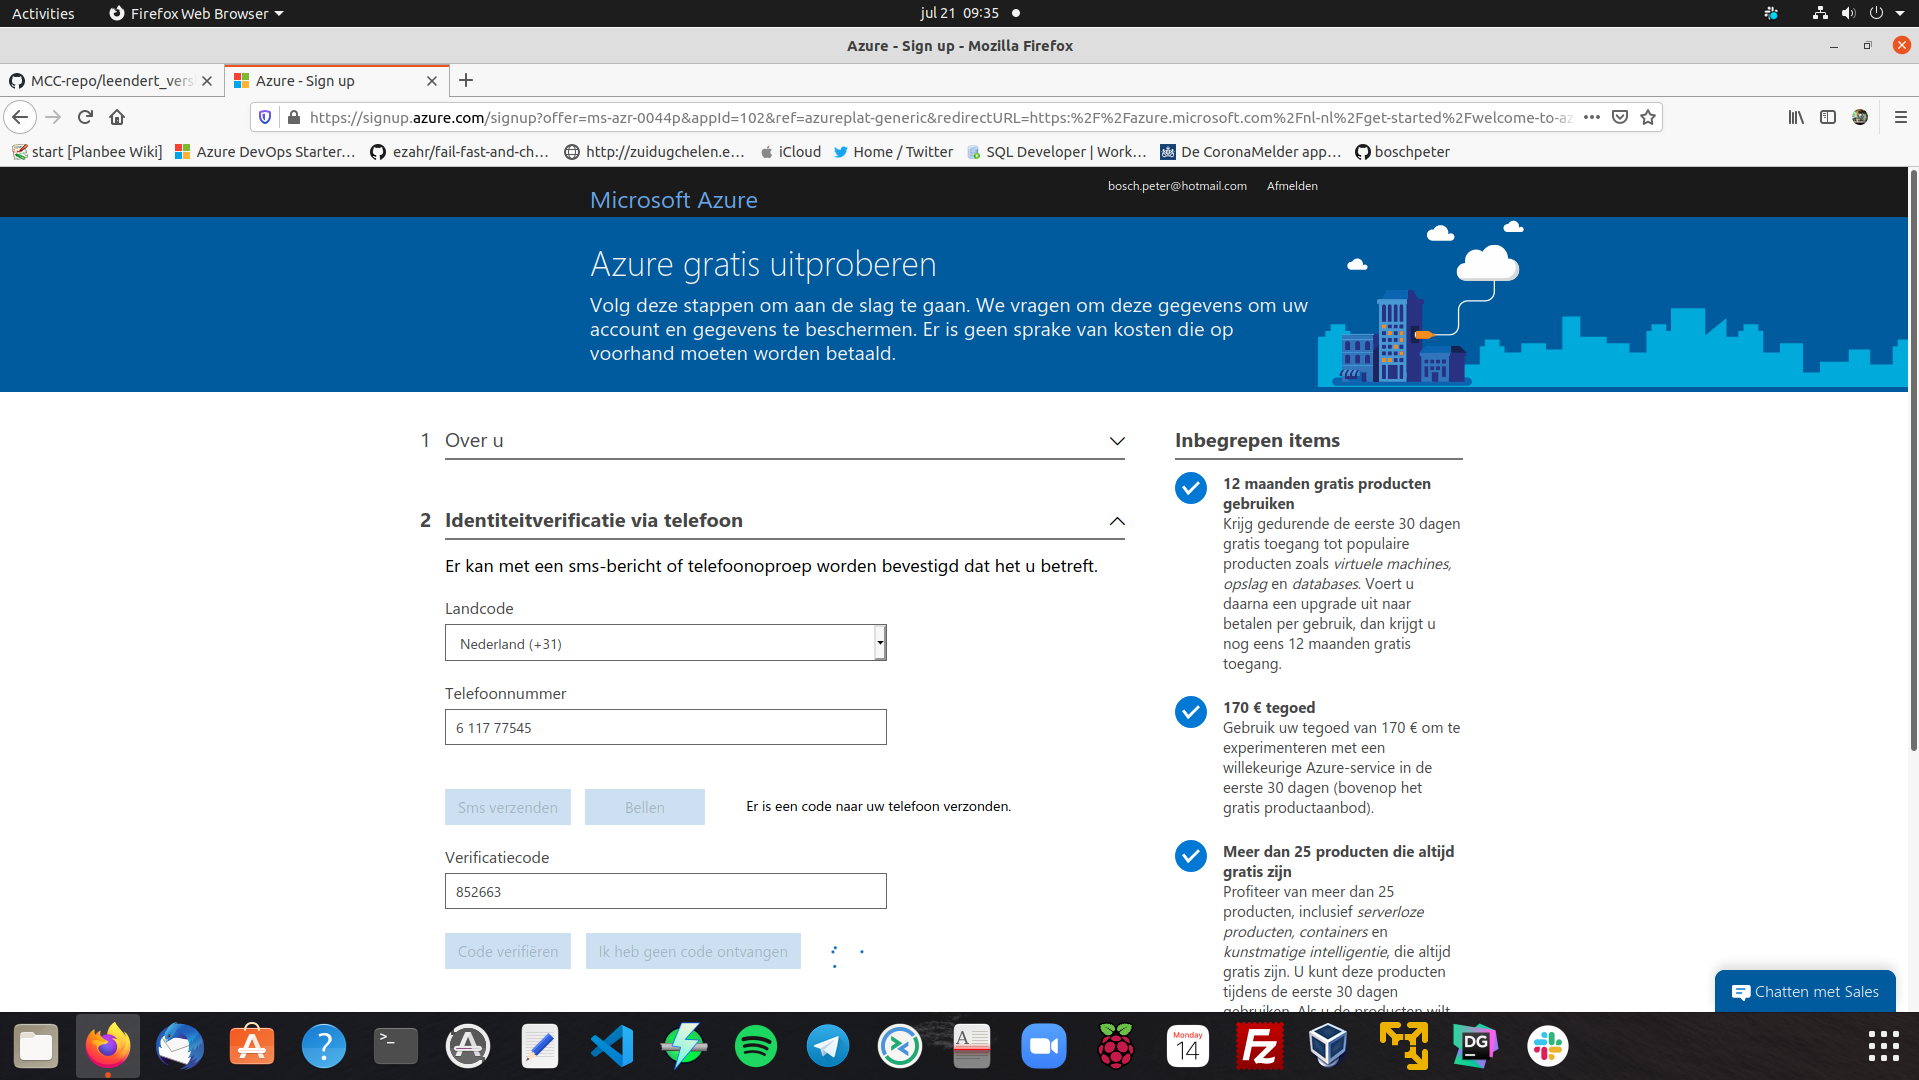 Activities
Firefox Web Browser
jul 21 09:35
Azure - Sign up - Mozilla Firefox
MCC-repo/leendert_vers
Azure - Sign up
https://signup.azure.com/signup?offer=ms-azr-0044p&appId=102&ref=azureplat-generic&redirectURL=https:%2F%2Fazure.microsoft.com%2Fnl-nl%2Fget-started%2Fwelcome-to-az
start [Planbee Wiki]
Azure DevOps Starter…
ezahr/fail-fast-and-ch…
http://zuidugchelen.e…
iCloud
Home / Twitter
SQL Developer | Work…
De CoronaMelder app…
boschpeter
Microsoft Azure
bosch.peter@hotmail.com
Afmelden
Azure gratis uitproberen
Volg deze stappen om aan de slag te gaan. We vragen om deze gegevens om uw
account en gegevens te beschermen. Er is geen sprake van kosten die op
voorhand moeten worden betaald.
1 Over u
2 Identiteitverificatie via telefoon
Er kan met een sms-bericht of telefoonoproep worden bevestigd dat het u betreft.
Landcode
Nederland (+31)
Telefoonnummer
6 117 77545
Sms verzenden
Bellen
Er is een code naar uw telefoon verzonden.
Verificatiecode
852663
Code verifiëren
Ik heb geen code ontvangen
Inbegrepen items
12 maanden gratis producten
gebruiken
Krijg gedurende de eerste 30 dagen
gratis toegang tot populaire
producten zoals virtuele machines,
opslag en databases. Voert u
daarna een upgrade uit naar
betalen per gebruik, dan krijgt u
nog eens 12 maanden gratis
toegang.
170 € tegoed
Gebruik uw tegoed van 170 € om te
experimenteren met een
willekeurige Azure-service in de
eerste 30 dagen (bovenop het
gratis productaanbod).
Meer dan 25 producten die altijd
gratis zijn
Profiteer van meer dan 25
producten, inclusief serverloze
producten, containers en
kunstmatige intelligentie, die altijd
gratis zijn. U kunt deze producten
tijdens de eerste 30 dagen
gebruiken. Als u de producten wilt
Chatten met Sales
Monday
14
DG